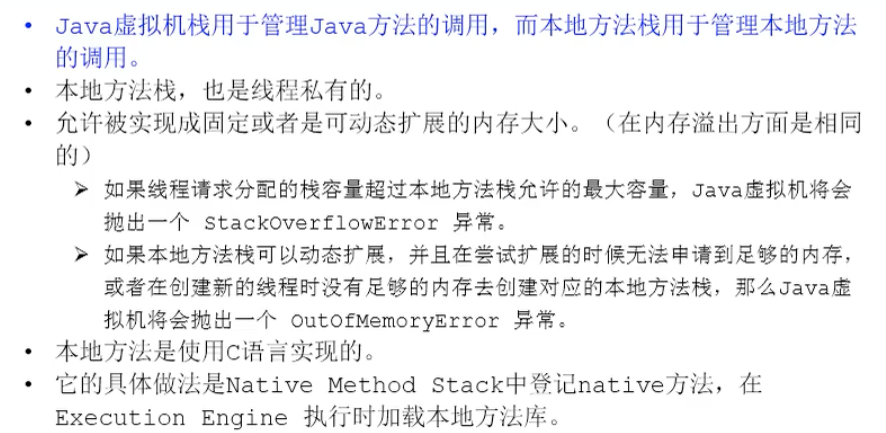 • Java虚拟机栈用于管理Java方法的调用，而本地方法栈用于管理本地方法
的调用。
• 本地方法栈，也是线程私有的。
• 允许被实现成固定或者是可动态扩展的内存大小。（在内存溢出方面是相同
的）
➢ 如果线程请求分配的栈容量超过本地方法栈允许的最大容量，Java虚拟机将会
抛出一个 StackOverflowError 异常。
➢ 如果本地方法栈可以动态扩展，并且在尝试扩展的时候无法申请到足够的内存，
或者在创建新的线程时没有足够的内存去创建对应的本地方法栈，那么Java虚
拟机将会抛出一个 OutOfMemoryError 异常。
• 本地方法是使用C语言实现的。
• 它的具体做法是Native Method Stack中登记native方法，在
Execution Engine 执行时加载本地方法库。